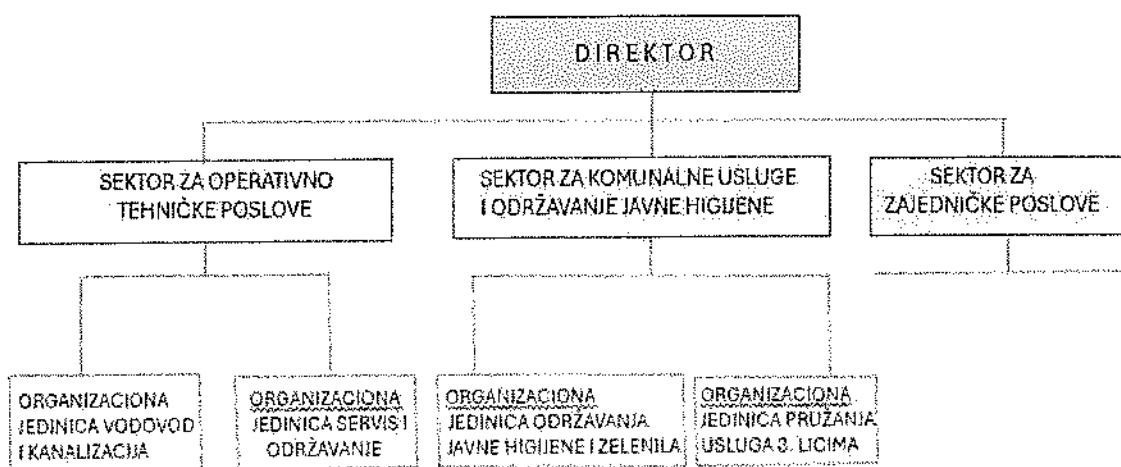 DIREKTOR
SEKTOR ZA OPERATIVNO
TEHNIČKE POSLOVE
SEKTOR ZA KOMUNALNE USLUGE
I ODRŽAVANJE JAVNE HIGIJENE
SEKTOR ZA
ZAJEDNIČKE POSLOVE
ORGANIZACIONA
JEDINICA VODOVOD
I KANALIZACIJA
ORGANIZACIONA
JEDINICA SERVIS I
ODRŽAVANJE
ORGANIZACIONA
JEDINICA ODRŽAVANJA
JAVNE HIGIJENE I ZELENILA
ORGANIZACIONA
JEDINICA PRUŽANJA
USLUGA 3. LICIMA